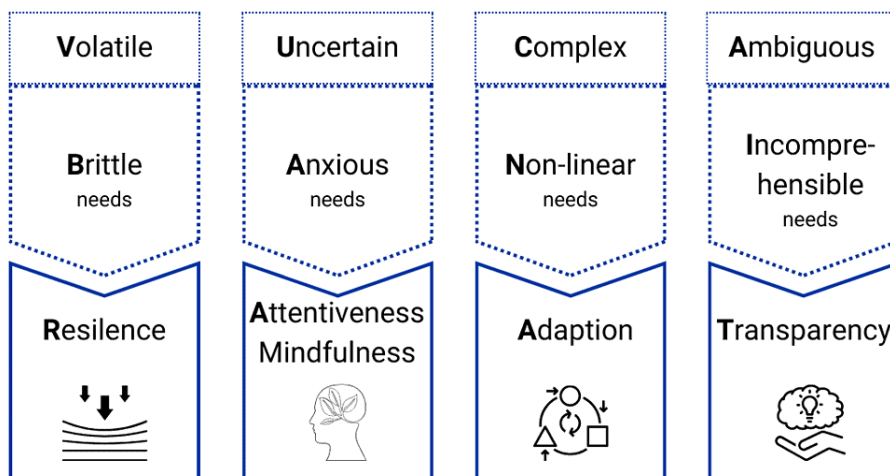 Volatile
Uncertain
Complex
Ambiguous
Brittle
needs
Anxious
needs
Non-linear
needs
Incompre-
hensible
needs
Resilence
Attentiveness
Mindfulness
Adaption
Transparency